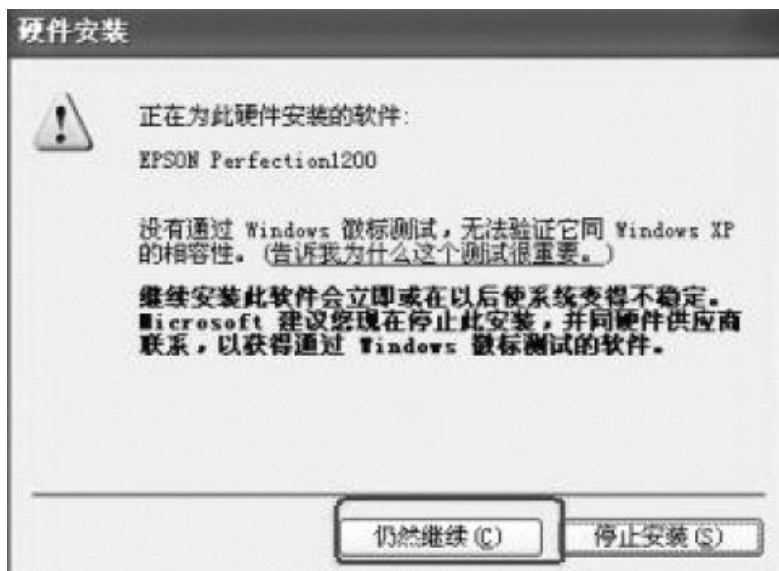 硬件安装
正在为此硬件安装的软件:
EPSON Perfection1200
没有通过 Windows 徽标测试，无法验证它同 Windows XP
的相容性。(告诉我为什么这个测试很重要。)
继续安装此软件会立即或在以后使系统变得不稳定。
Microsoft 建议您现在停止此安装，并同硬件供应商
联系，以获得通过 Windows 徽标测试的软件。
仍然继续(C)
停止安装(S)